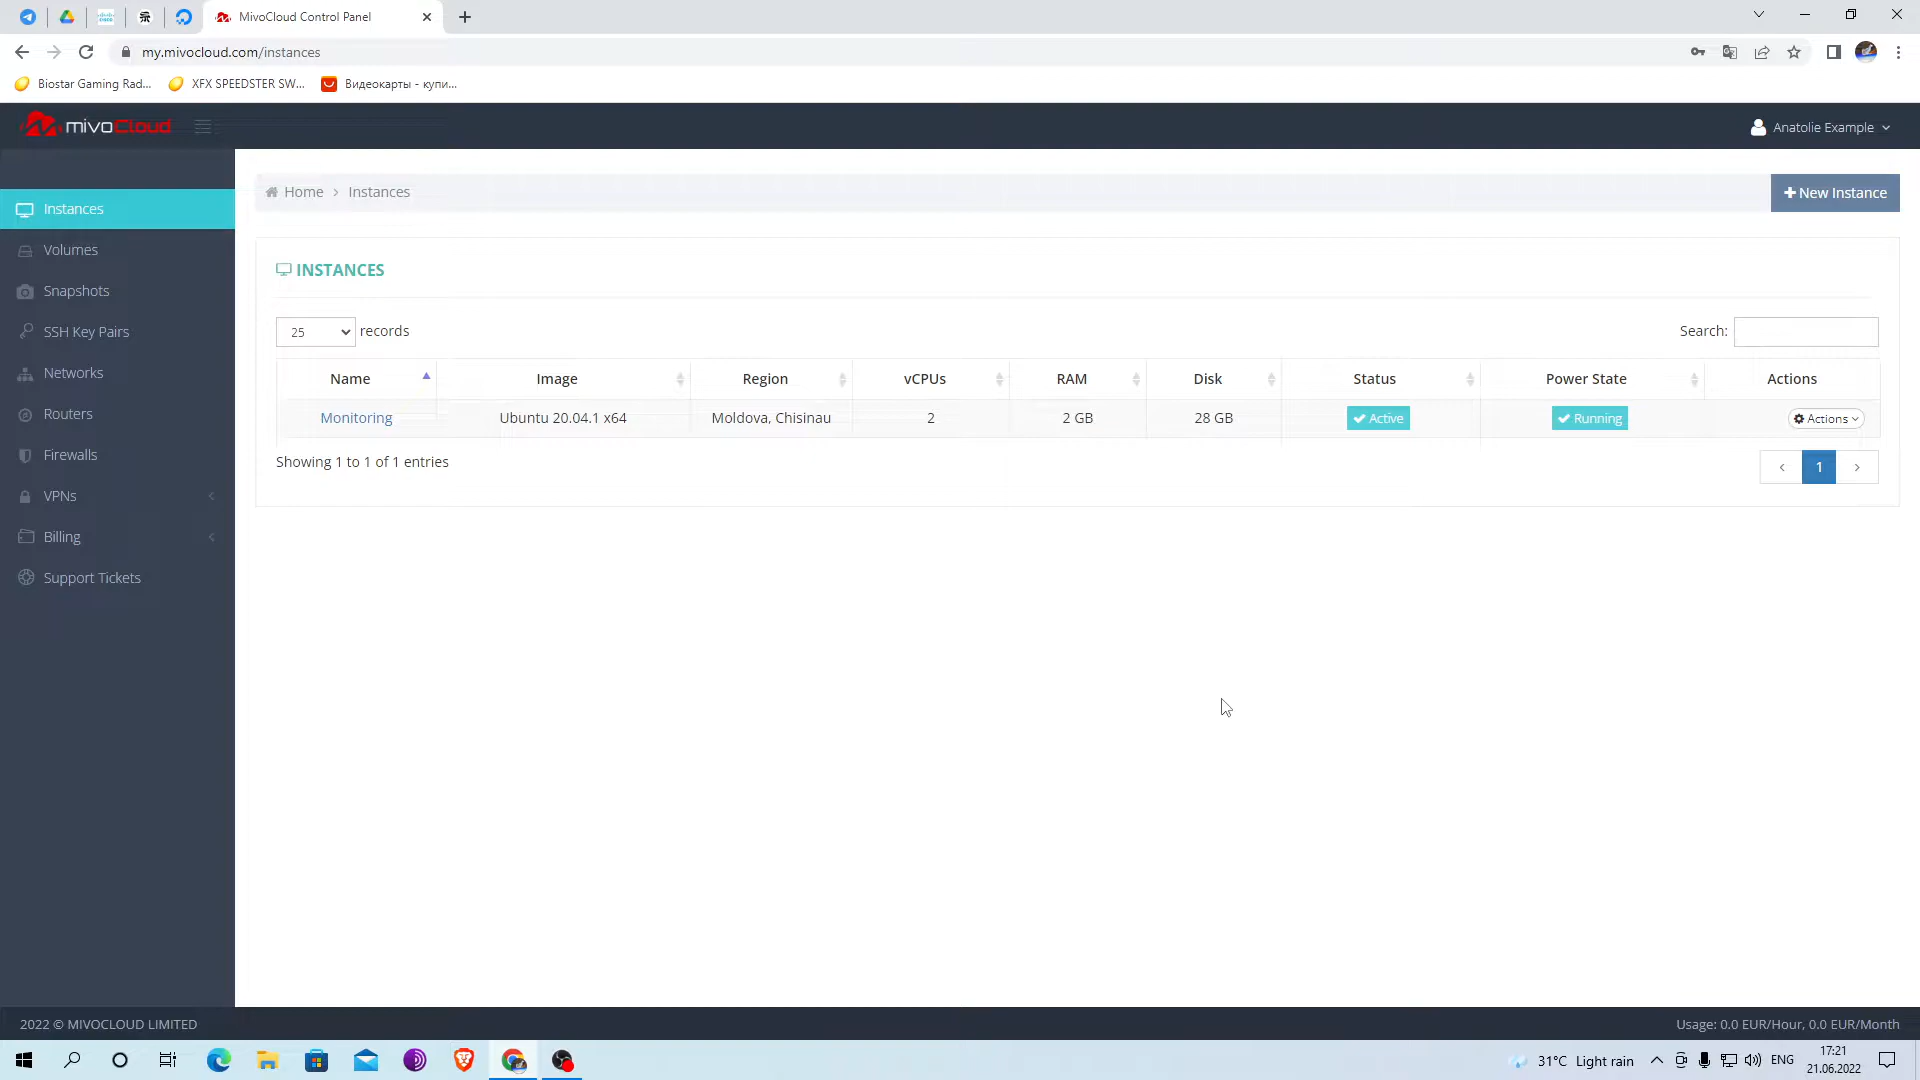 MivoCloud Control Panel
my.mivocloud.com/instances
Biostar Gaming Rad...
XFX SPEEDSTER SW...
Видеокарты - купи...
mivoCloud
Anatolie Example
Home > Instances
+ New Instance
Instances
Volumes
Snapshots
SSH Key Pairs
Networks
Routers
Firewalls
VPNs
Billing
Support Tickets
INSTANCES
25 records
Search:
Name Image Region vCPUs RAM Disk Status Power State Actions
Monitoring Ubuntu 20.04.1 x64 Moldova, Chisinau 2 2 GB 28 GB Active Running Actions
Showing 1 to 1 of 1 entries
‹ 1 ›
2022 © MIVOCLOUD LIMITED
Usage: 0.0 EUR/Hour, 0.0 EUR/Month
31°C Light rain
ENG
17:21
21.06.2022